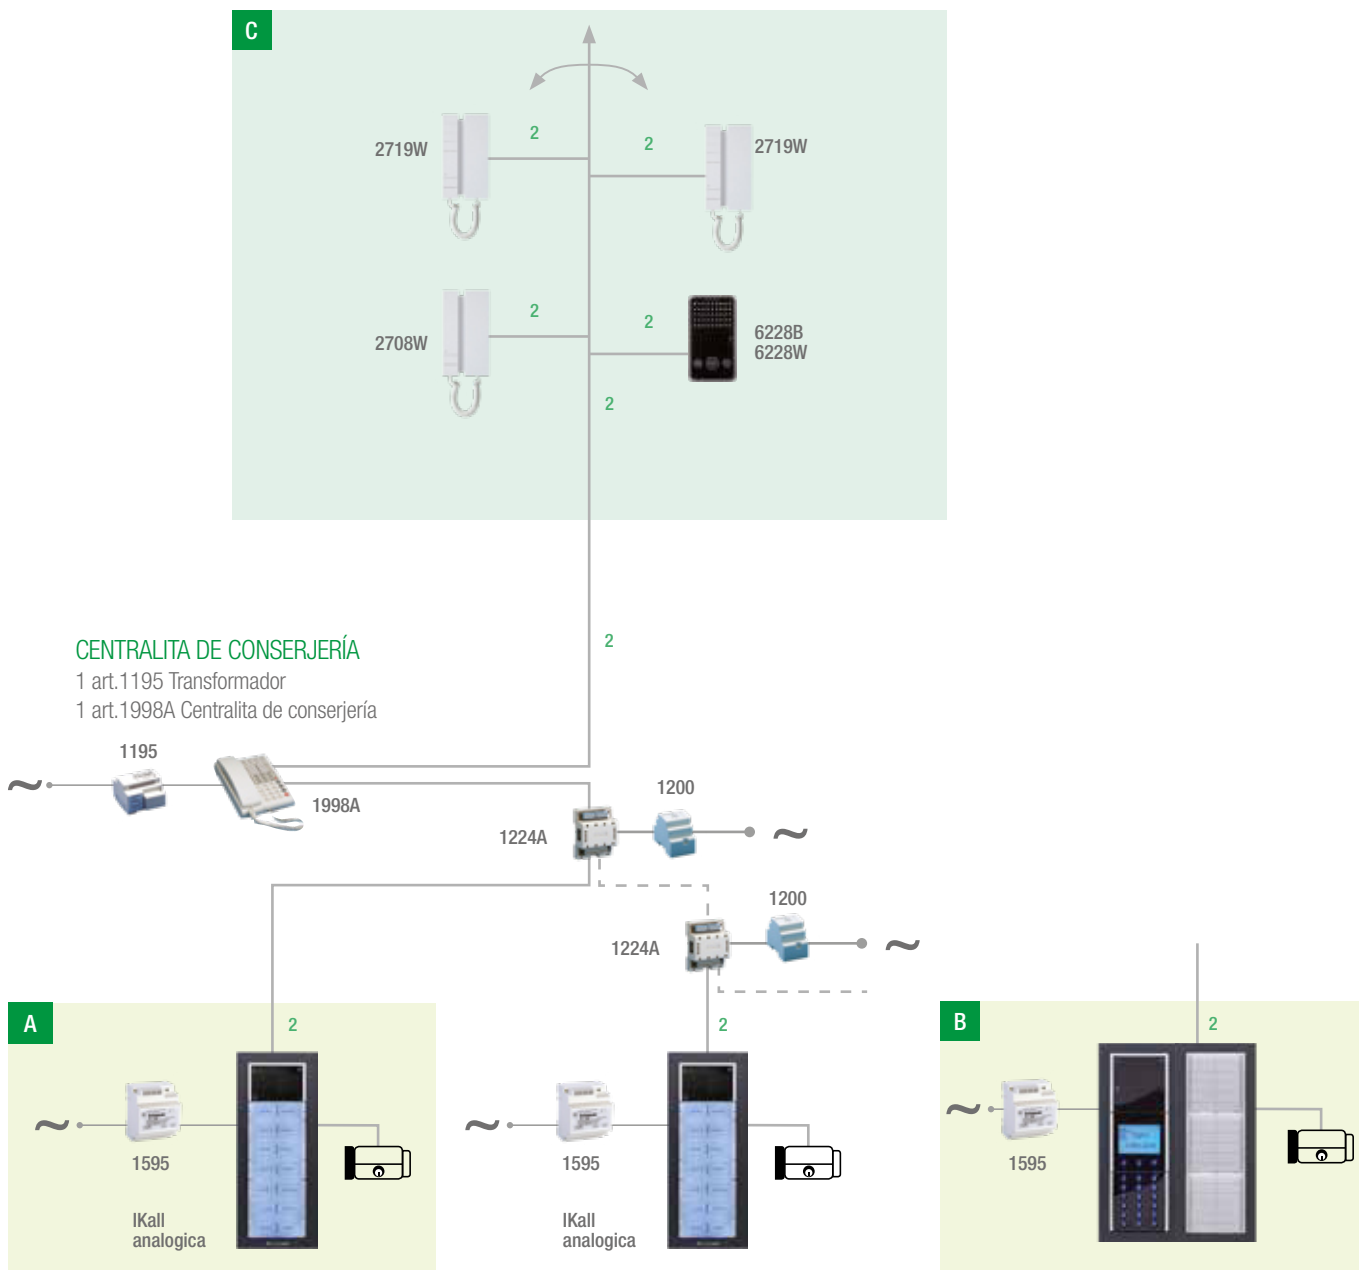 C
2719W
2
2
2719W
2708W
2
2
6228B
6228W
2
2
CENTRALITA DE CONSERJERÍA
1 art.1195 Transformador
1 art.1998A Centralita de conserjería
1195
1998A
1200
1224A
1200
1224A
A
2
2
B
2
1595
1595
1595
IKall
analogica
IKall
analogica